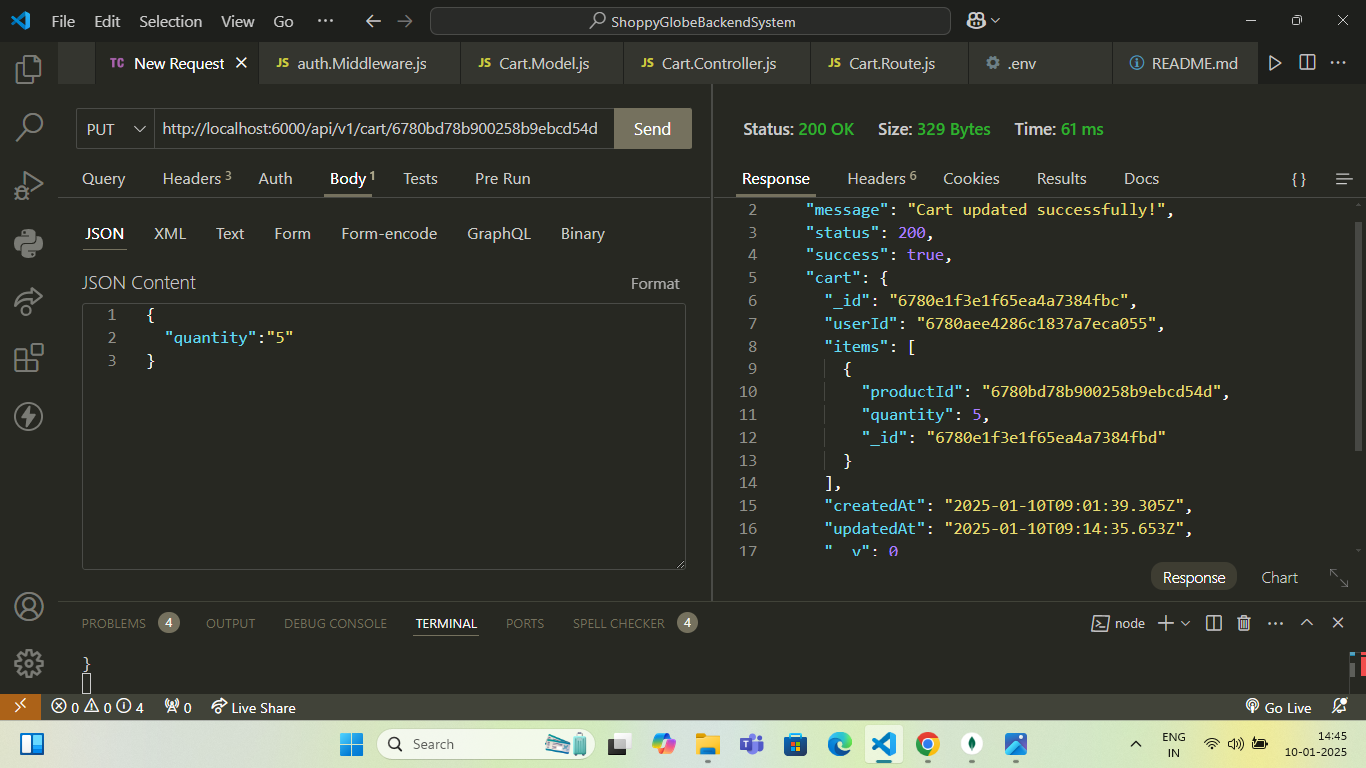 File Edit Selection View Go ··· ShoppyGlobeBackendSystem
TC New Request JS auth.Middleware.js JS Cart.Model.js JS Cart.Controller.js JS Cart.Route.js .env README.md
PUT http://localhost:6000/api/v1/cart/6780bd78b900258b9ebcd54d Send
Status: 200 OK Size: 329 Bytes Time: 61 ms
Query Headers 3 Auth Body 1 Tests Pre Run
Response Headers 6 Cookies Results Docs { }
JSON XML Text Form Form-encode GraphQL Binary
JSON Content Format
1 {
2 "quantity":"5"
3 }
2 "message": "Cart updated successfully!",
3 "status": 200,
4 "success": true,
5 "cart": {
6 "_id": "6780e1f3e1f65ea4a7384fbc",
7 "userId": "6780aee4286c1837a7eca055",
8 "items": [
9 {
10 "productId": "6780bd78b900258b9ebcd54d",
11 "quantity": 5,
12 "_id": "6780e1f3e1f65ea4a7384fbd"
13 }
14 ],
15 "createdAt": "2025-01-10T09:01:39.305Z",
16 "updatedAt": "2025-01-10T09:14:35.653Z",
17 "__v": 0
Response Chart
PROBLEMS 4 OUTPUT DEBUG CONSOLE TERMINAL PORTS SPELL CHECKER 4 node
}
0 0 4 0 Live Share Go Live
Search ENG IN 14:45 10-01-2025